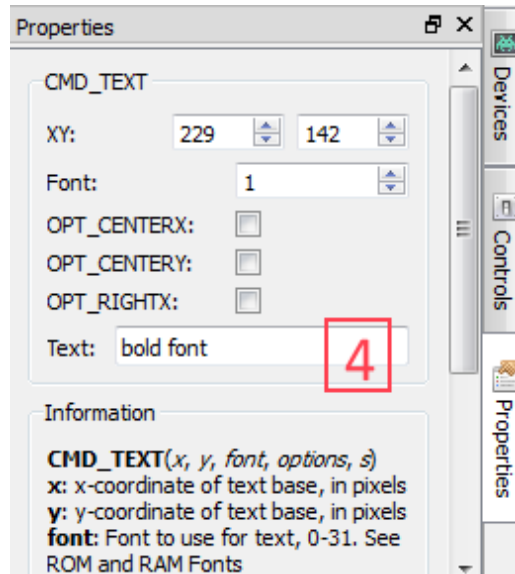 Properties
CMD_TEXT
XY: 229 142
Font: 1
OPT_CENTERX:
OPT_CENTERY:
OPT_RIGHTX:
Text: bold font
4
Information
CMD_TEXT(x, y, font, options, s)
x: x-coordinate of text base, in pixels
y: y-coordinate of text base, in pixels
font: Font to use for text, 0-31. See
ROM and RAM Fonts
Devices
Controls
Properties